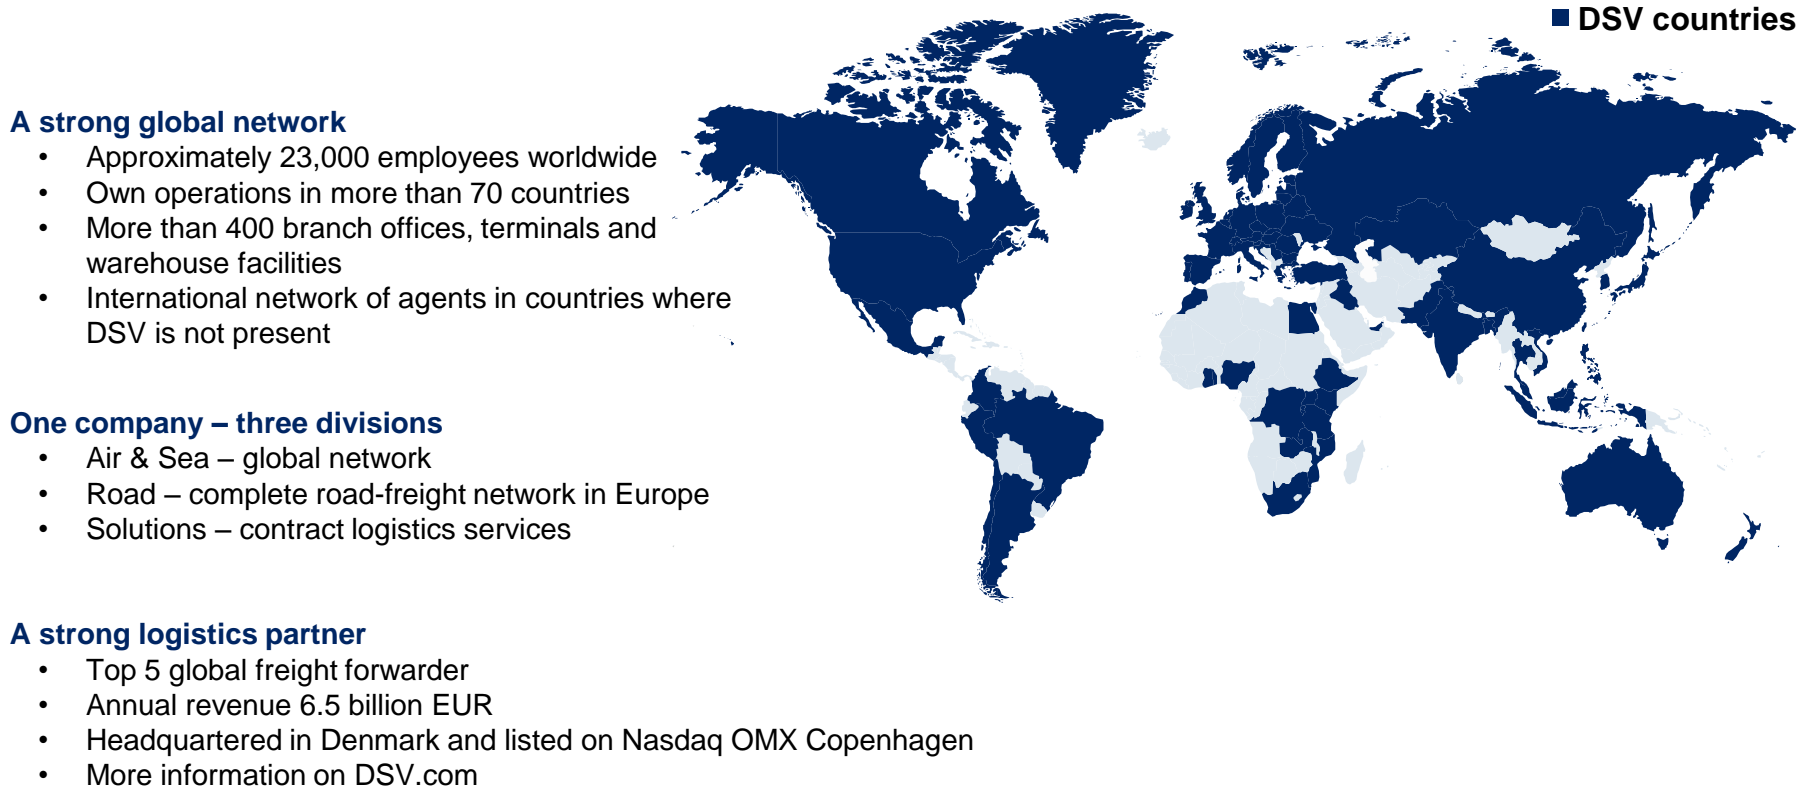 DSV countries
A strong global network
• Approximately 23,000 employees worldwide
• Own operations in more than 70 countries
• More than 400 branch offices, terminals and
warehouse facilities
• International network of agents in countries where
DSV is not present
One company – three divisions
• Air & Sea – global network
• Road – complete road-freight network in Europe
• Solutions – contract logistics services
A strong logistics partner
• Top 5 global freight forwarder
• Annual revenue 6.5 billion EUR
• Headquartered in Denmark and listed on Nasdaq OMX Copenhagen
• More information on DSV.com